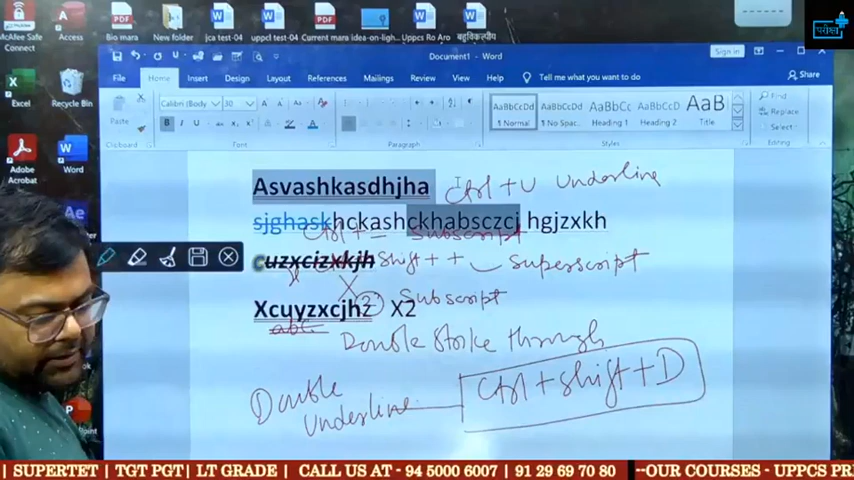 McAfee Safe Connect
Access
Bio mara
New folder
jca test-04
uppcl test-04
Current mara
idea-on-ligh...
Uppcs Ro Aro
बहुविकल्पीय
परीक्षा
Document1 - Word
Sign in
File Home Insert Design Layout References Mailings Review View Help Tell me what you want to do Share
Excel
Recycle Bin
Paste
Calibri (Body) 30
B I U
AaBbCcDd AaBbCcDd AaBbCc AaBbCcD AaB
Normal No Spac... Heading 1 Heading 2 Title
Find
Replace
Select
Clipboard Font Paragraph Styles Editing
Adobe Acrobat
Word
Asvashkasdhjha
Ctrl + U Underline
sjghaskhckashckhabsczcj hgjzxkh
Ctrl + = Subscript
cuzxcizxkjh
Shift + + Superscript
Xcuyzxcjhz X2
2
Subscript
abc
Double Strike through
Double Underline
Ctrl + Shift + D
| SUPERTET | TGT PGT| LT GRADE | CALL US AT - 94 5000 6007 | 91 29 69 70 80 --OUR COURSES - UPPCS PR